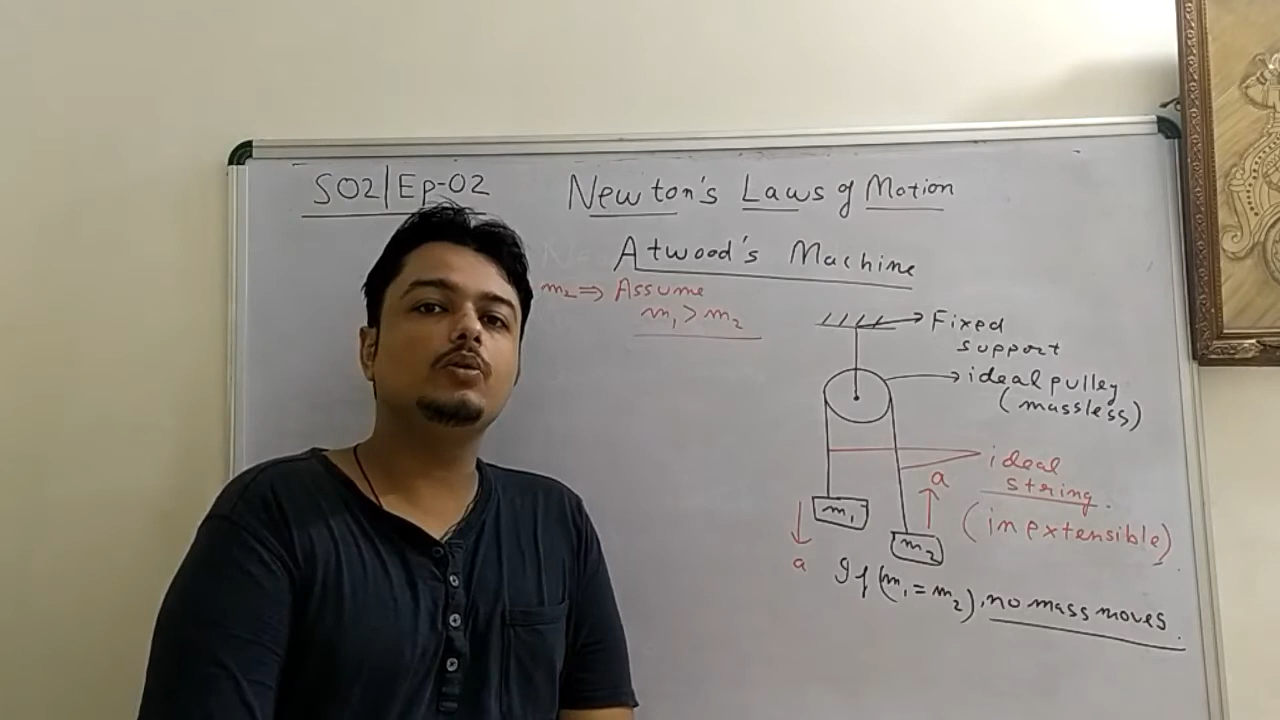 S02|Ep-02
Newton's Laws of Motion
Atwood's Machine
m₂ ⇒ Assume
m₁ > m₂
Fixed
support
ideal pulley
(massless)
ideal
string.
(inextensible)
a
m₁
m₂
a
If (m₁ = m₂), no mass moves.